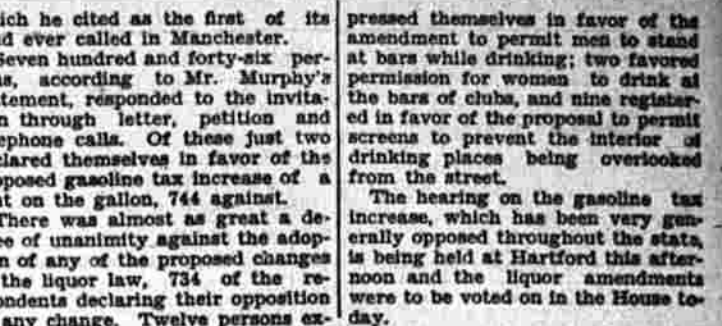 ich he cited as the first of its
d ever called in Manchester.
Seven hundred and forty-six per-
s, according to Mr. Murphy's
tement, responded to the invita-
n through letter, petition and
ephone calls. Of these just two
clared themselves in favor of the
posed gasoline tax increase of a
nt on the gallon, 744 against.
There was almost as great a de-
ee of unanimity against the adop-
n of any of the proposed changes
the liquor law, 734 of the re-
ondents declaring their opposition
any change. Twelve persons ex-
pressed themselves in favor of the
amendment to permit men to stand
at bars while drinking; two favored
permission for women to drink at
the bars of clubs, and nine register-
ed in favor of the proposal to permit
screens to prevent the interior of
drinking places being overlooked
from the street.
The hearing on the gasoline tax
increase, which has been very gen-
erally opposed throughout the state,
is being held at Hartford this after-
noon and the liquor amendments
were to be voted on in the House to-
day.